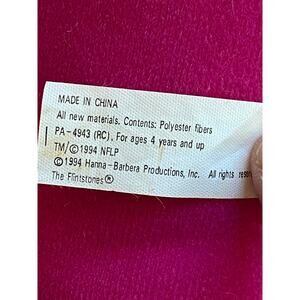 MADE IN CHINA
All new materials. Contents: Polyester fibers
PA-4943 (RC), For ages 4 years and up
TM/©1994 NFLP
©1994 Hanna-Barbera Productions, Inc. All rights
The Flintstones®